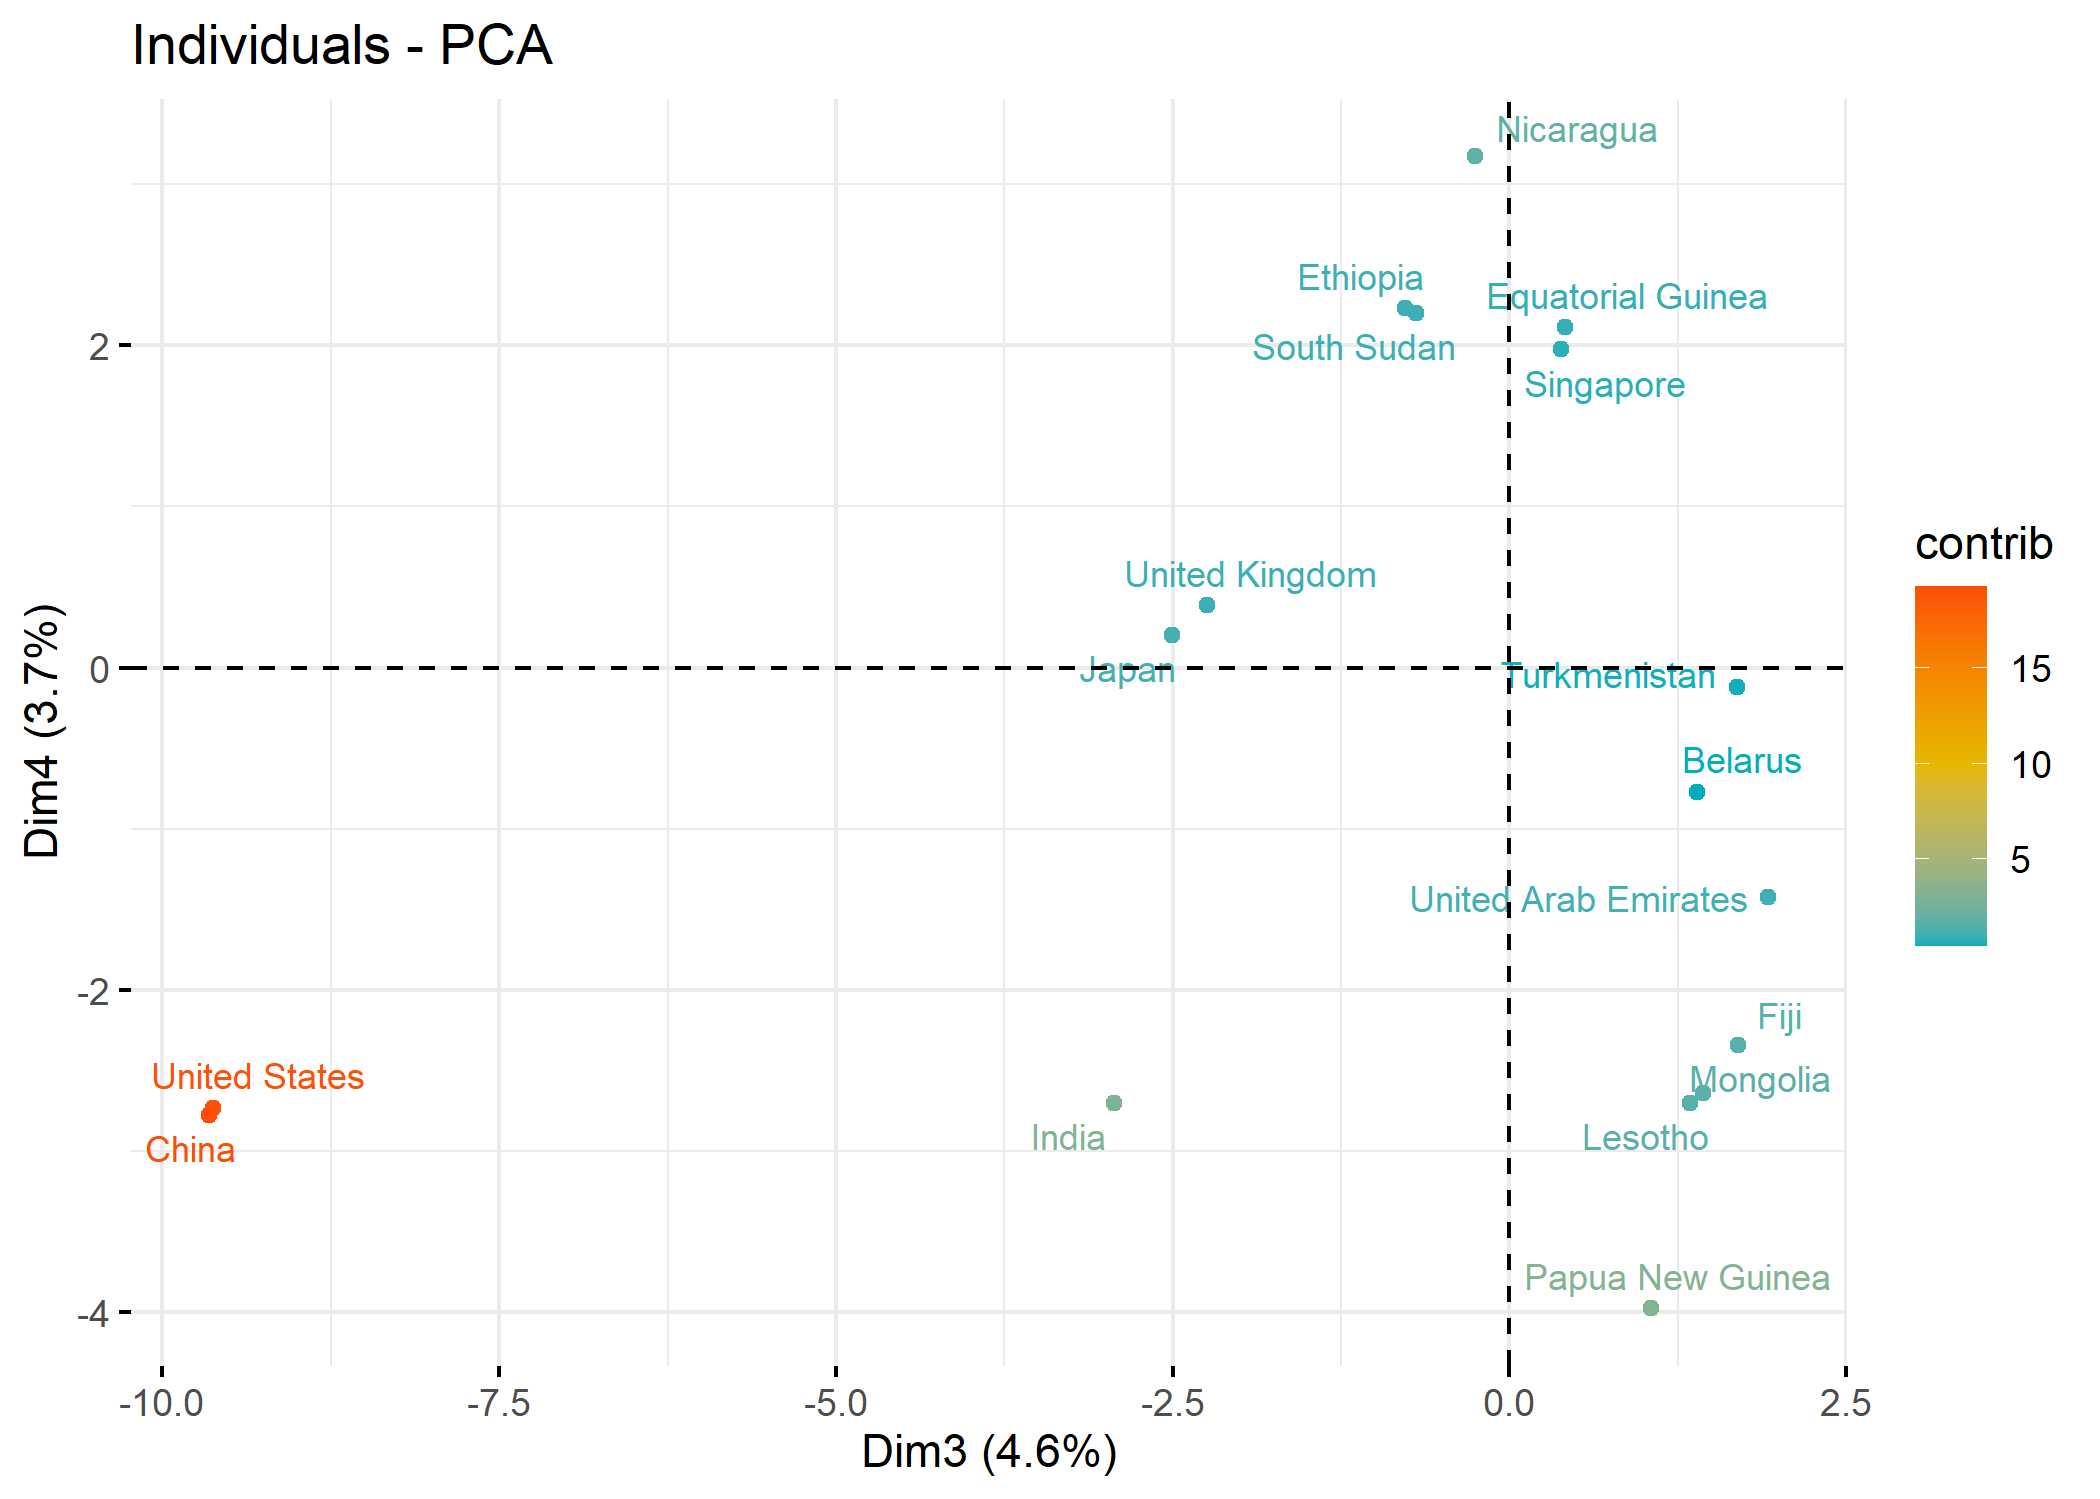 Individuals - PCA
Nicaragua
Ethiopia
Equatorial Guinea
South Sudan
Singapore
United Kingdom
Japan
Turkmenistan
Belarus
United Arab Emirates
Fiji
United States
Mongolia
China
India
Lesotho
Papua New Guinea
2
0
-2
-4
Dim4 (3.7%)
-10.0
-7.5
-5.0
-2.5
0.0
2.5
Dim3 (4.6%)
contrib
15
10
5